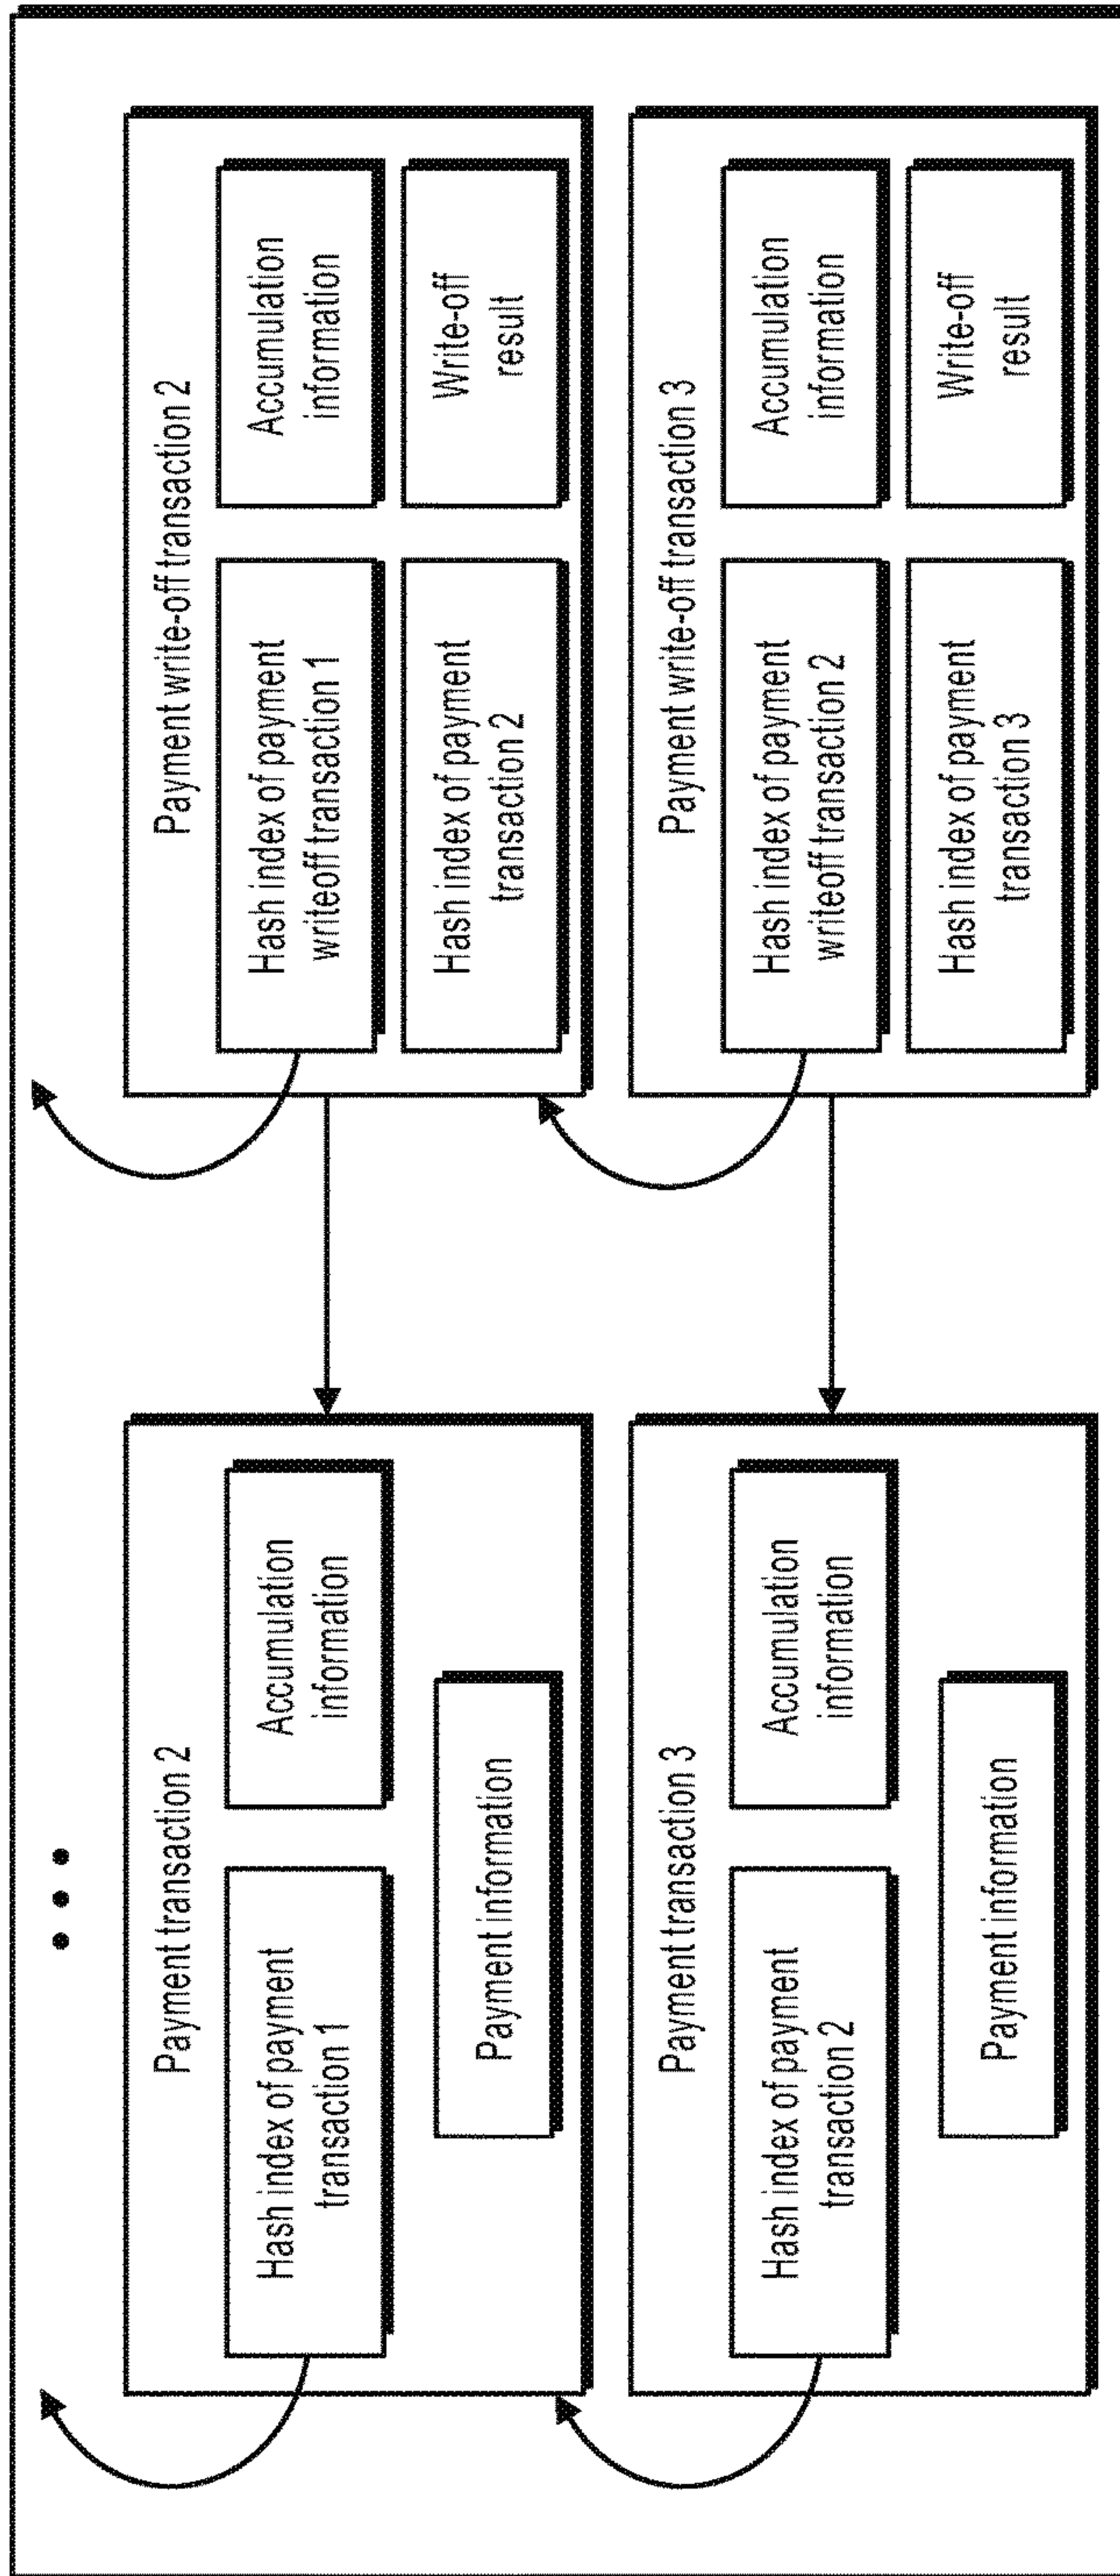 Payment transaction 2
Hash index of payment
transaction 1
Accumulation
information
Payment information
Payment write-off transaction 2
Hash index of payment
writeoff transaction 1
Accumulation
information
Hash index of payment
transaction 2
Write-off
result
Payment transaction 3
Hash index of payment
transaction 2
Accumulation
information
Payment information
Payment write-off transaction 3
Hash index of payment
writeoff transaction 2
Accumulation
information
Hash index of payment
transaction 3
Write-off
result